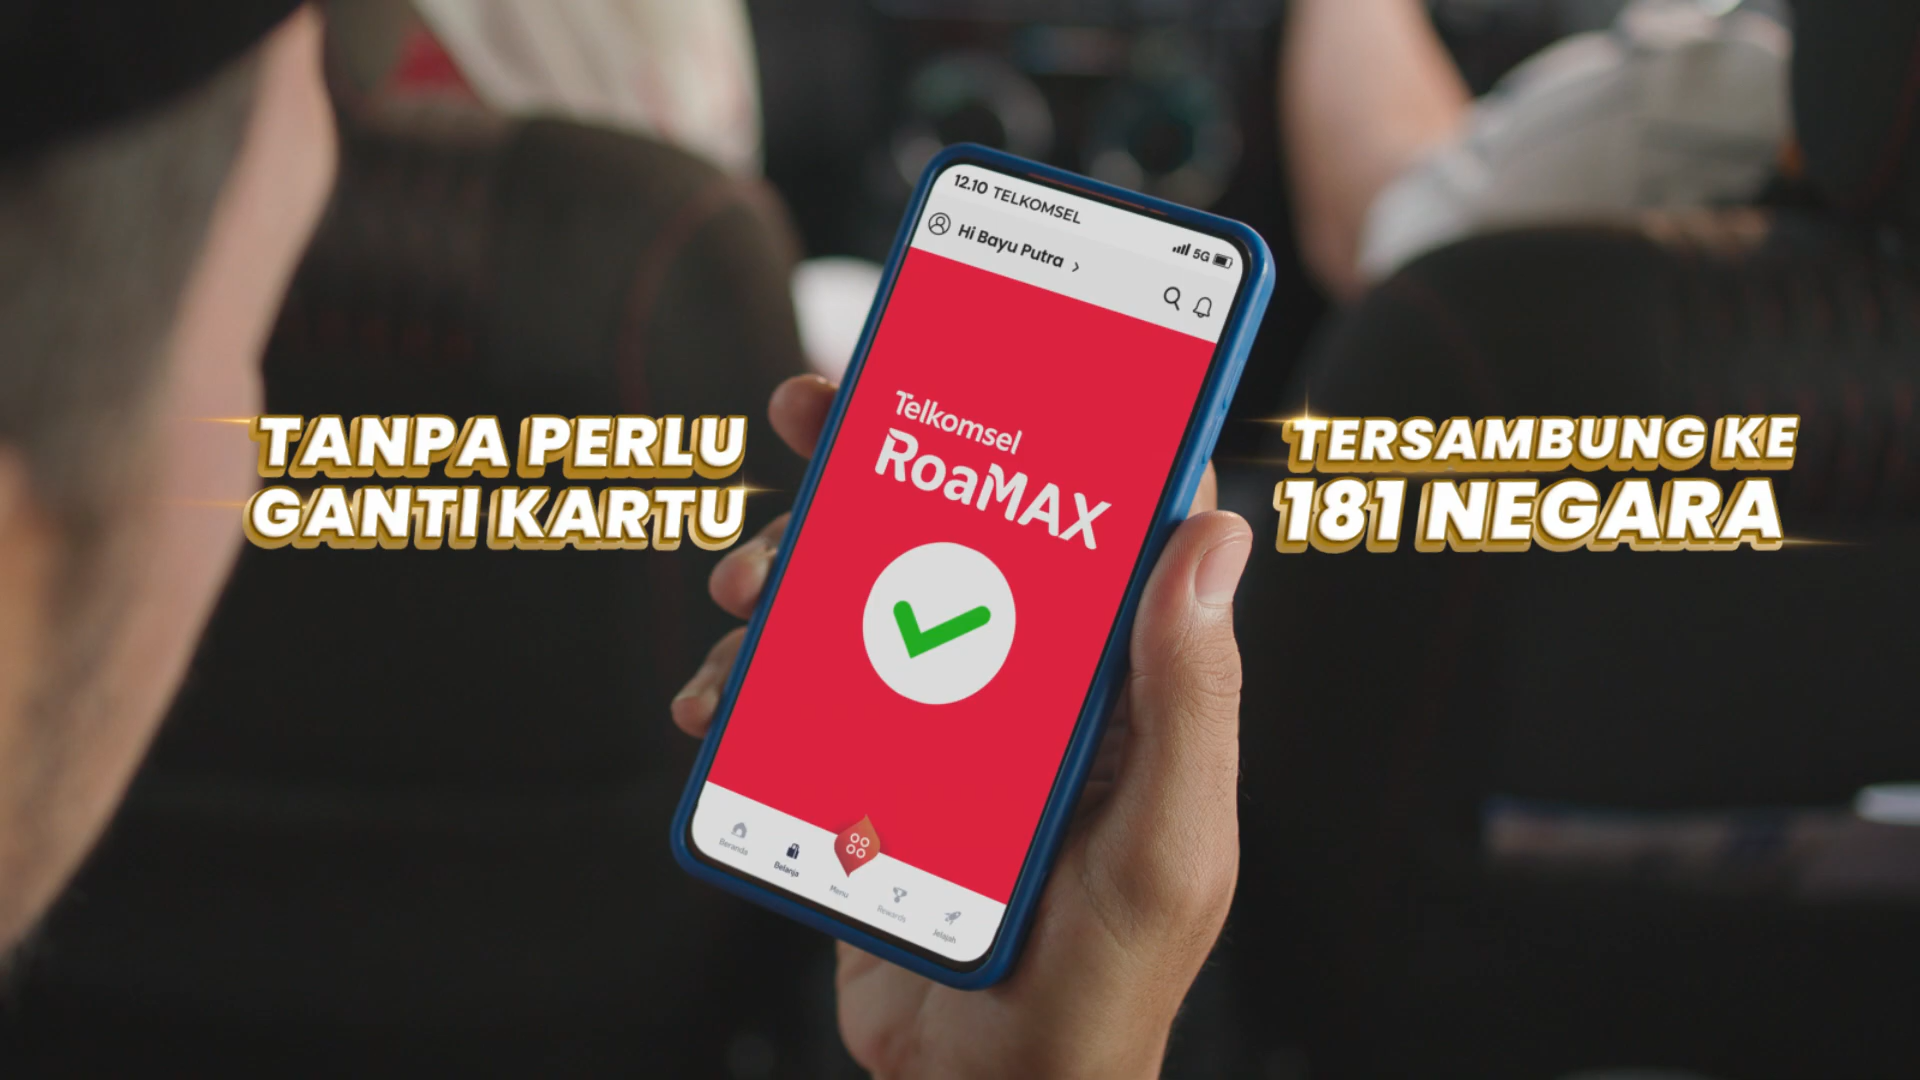 12.10 TELKOMSEL
5G
Hi Bayu Putra >
TANPA PERLU
GANTI KARTU
Telkomsel
RoaMAX
TERSAMBUNG KE
181 NEGARA
Beranda
Belanja
Menu
Rewards
Jelajah